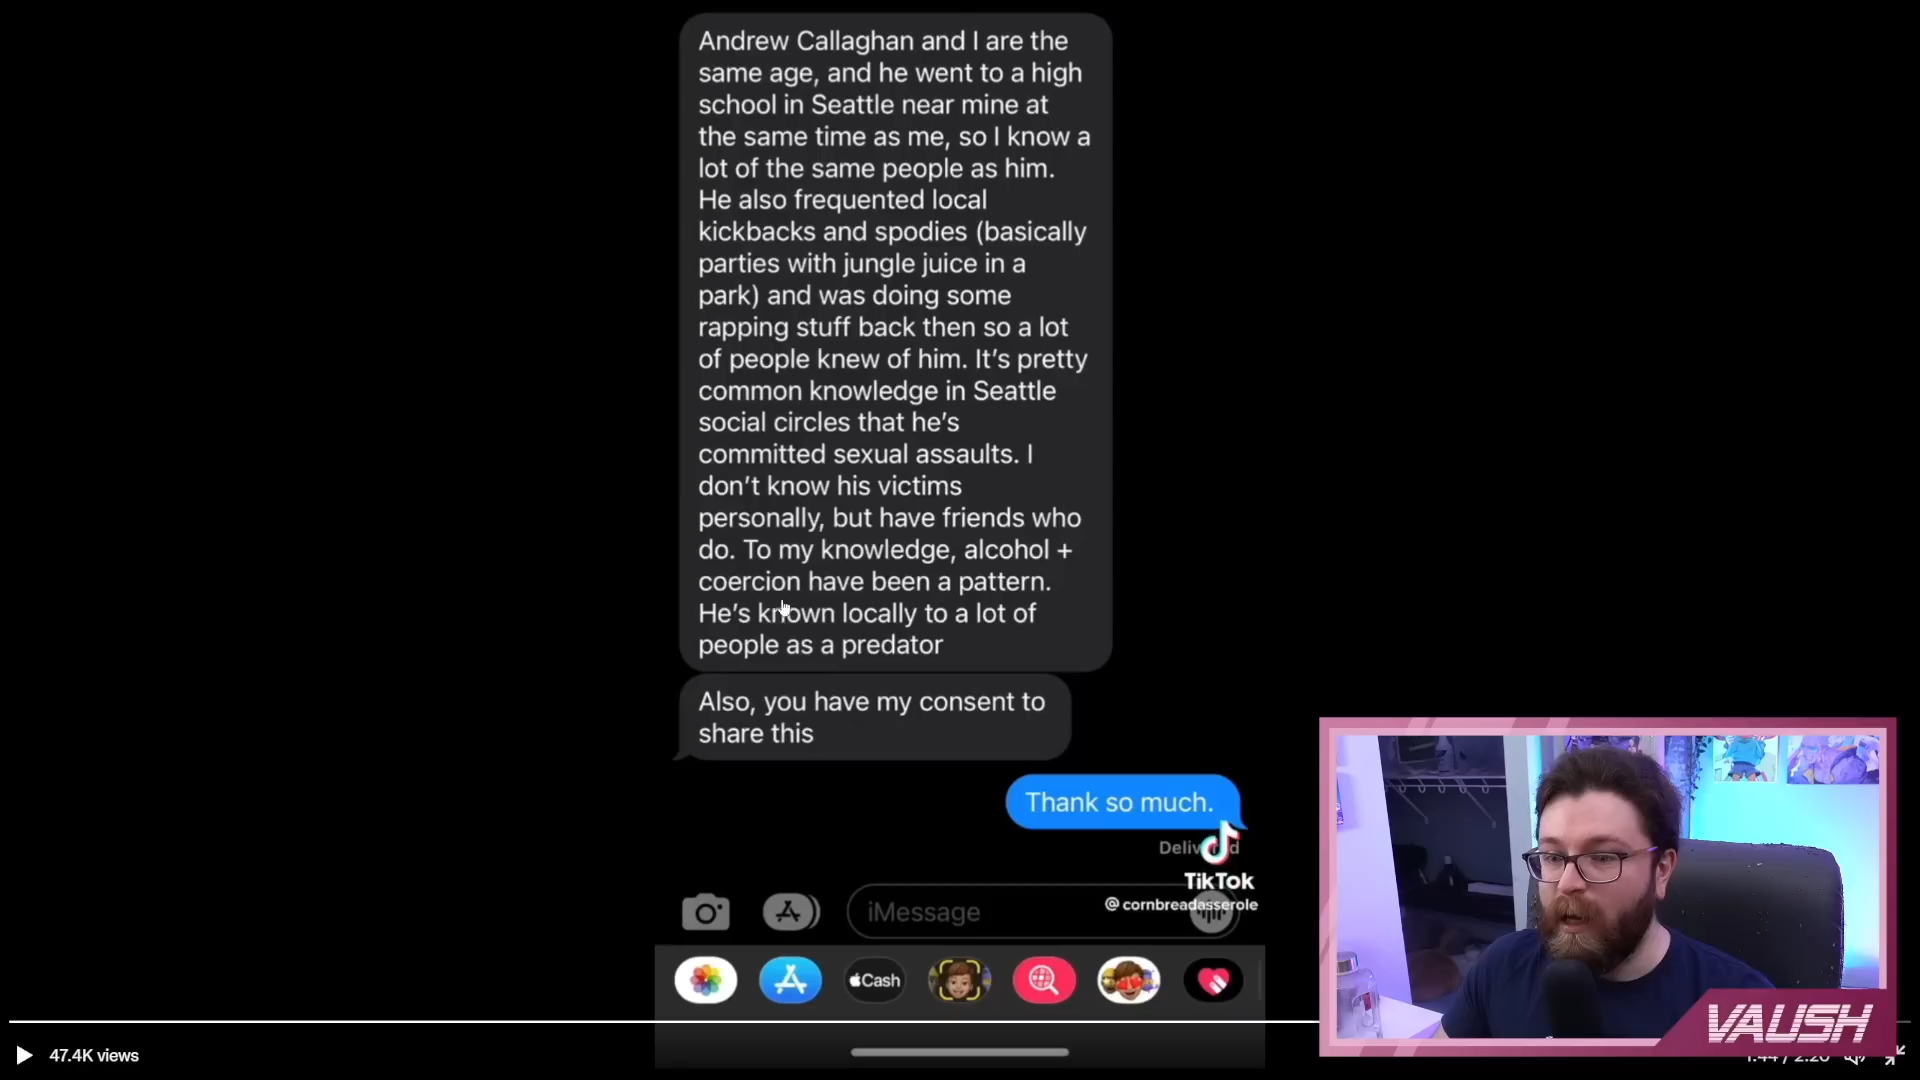 Andrew Callaghan and I are the
same age, and he went to a high
school in Seattle near mine at
the same time as me, so I know a
lot of the same people as him.
He also frequented local
kickbacks and spodies (basically
parties with jungle juice in a
park) and was doing some
rapping stuff back then so a lot
of people knew of him. It's pretty
common knowledge in Seattle
social circles that he's
committed sexual assaults. I
don't know his victims
personally, but have friends who
do. To my knowledge, alcohol +
coercion have been a pattern.
He's known locally to a lot of
people as a predator
Also, you have my consent to
share this
Thank so much.
Delivered
TikTok
@cornbreadasserole
iMessage
Cash
VAUSH
47.4K views